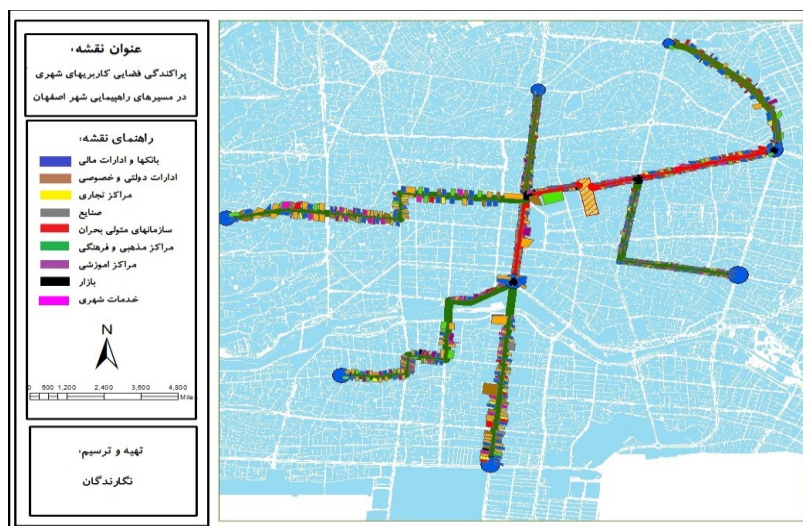 عنوان نقشه:
پراکندگی فضایی کاربریهای شهری
در مسیرهای راهپیمایی شهر اصفهان
راهنمای نقشه:
بانکها و ادارات مالی
ادارات دولتی و خصوصی
مراکز تجاری
صنایع
سازمانهای متولی بحران
مراکز مذهبی و فرهنگی
مراکز اموزشی
بازار
خدمات شهری
N
0 600 1,200 2,400 3,600 4,800
تهیه و ترسیم:
نگارندگان